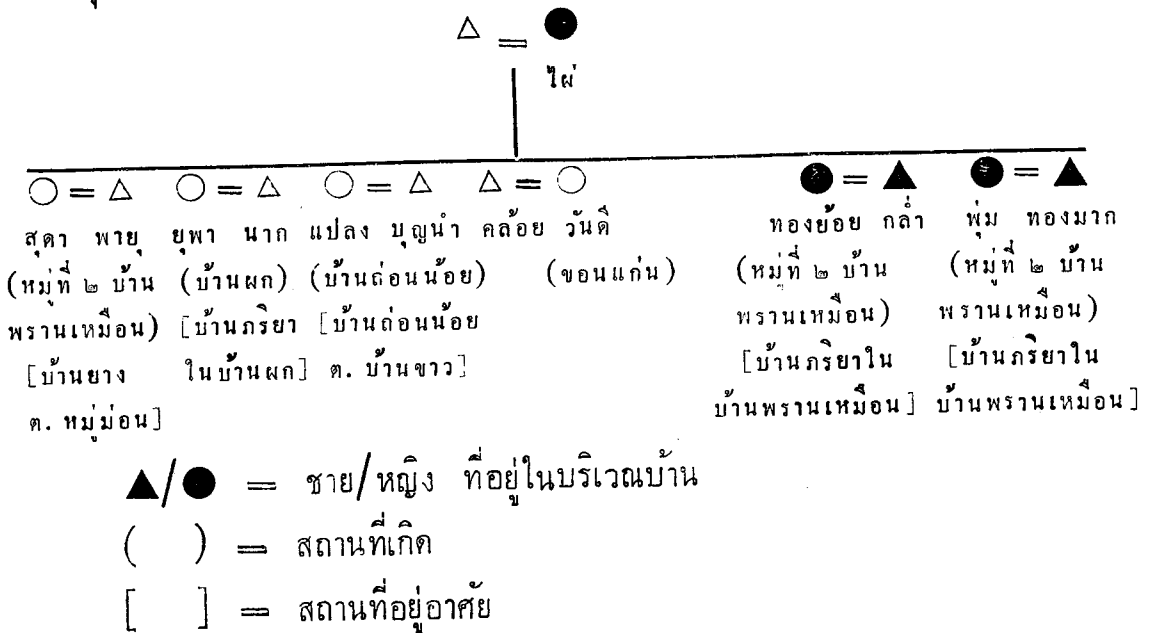 ไผ่
สุดา พายุ ยุพา นาก แปลง บุญนำ คล้อย วันดี ทองย้อย กล่ำ พุ่ม ทองมาก
(หมู่ที่ ๒ บ้าน (บ้านผก) (บ้านถ่อนน้อย) (ขอนแก่น) (หมู่ที่ ๒ บ้าน (หมู่ที่ ๒ บ้าน
พรานเหมือน) [บ้านภริยา [บ้านถ่อนน้อย พรานเหมือน) พรานเหมือน)
[บ้านยาง ในบ้านผก] ต. บ้านขาว] [บ้านภริยาใน [บ้านภริยาใน
ต. หมู่ม่อน] บ้านพรานเหมือน] บ้านพรานเหมือน]
▲/● = ชาย/หญิง ที่อยู่ในบริเวณบ้าน
( ) = สถานที่เกิด
[ ] = สถานที่อยู่อาศัย